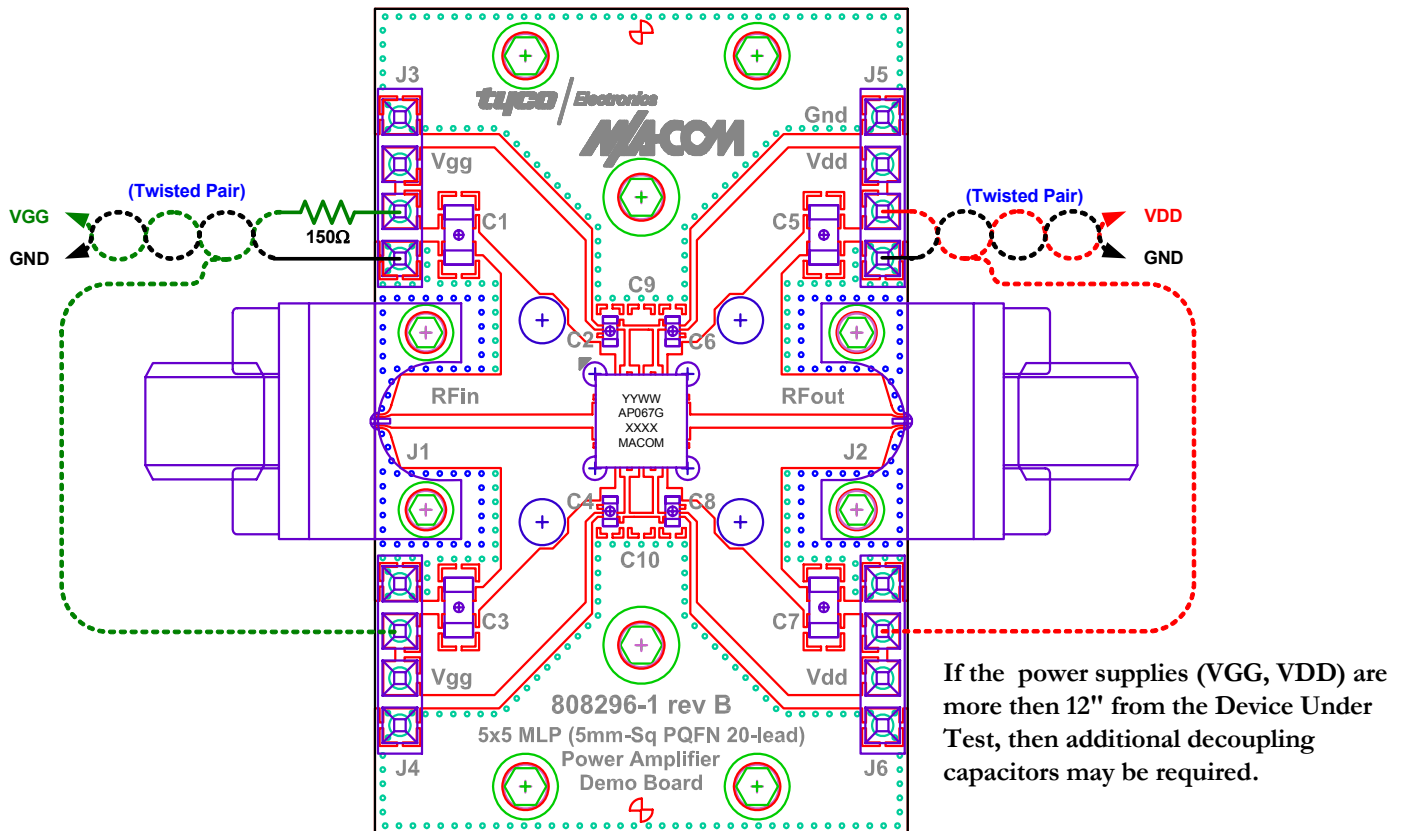 J3
J5
tyco / Electronics
M/A-COM
Gnd
Vgg
Vdd
(Twisted Pair)
(Twisted Pair)
VGG
150Ω
C1
C5
VDD
GND
GND
C9
C2
C6
RFin
YYWW
AP067G
XXXX
MACOM
RFout
J1
J2
C4
C8
C10
C3
C7
Vgg
Vdd
808296-1 rev B
5x5 MLP (5mm-Sq PQFN 20-lead)
Power Amplifier
Demo Board
J4
J6
If the power supplies (VGG, VDD) are
more then 12" from the Device Under
Test, then additional decoupling
capacitors may be required.